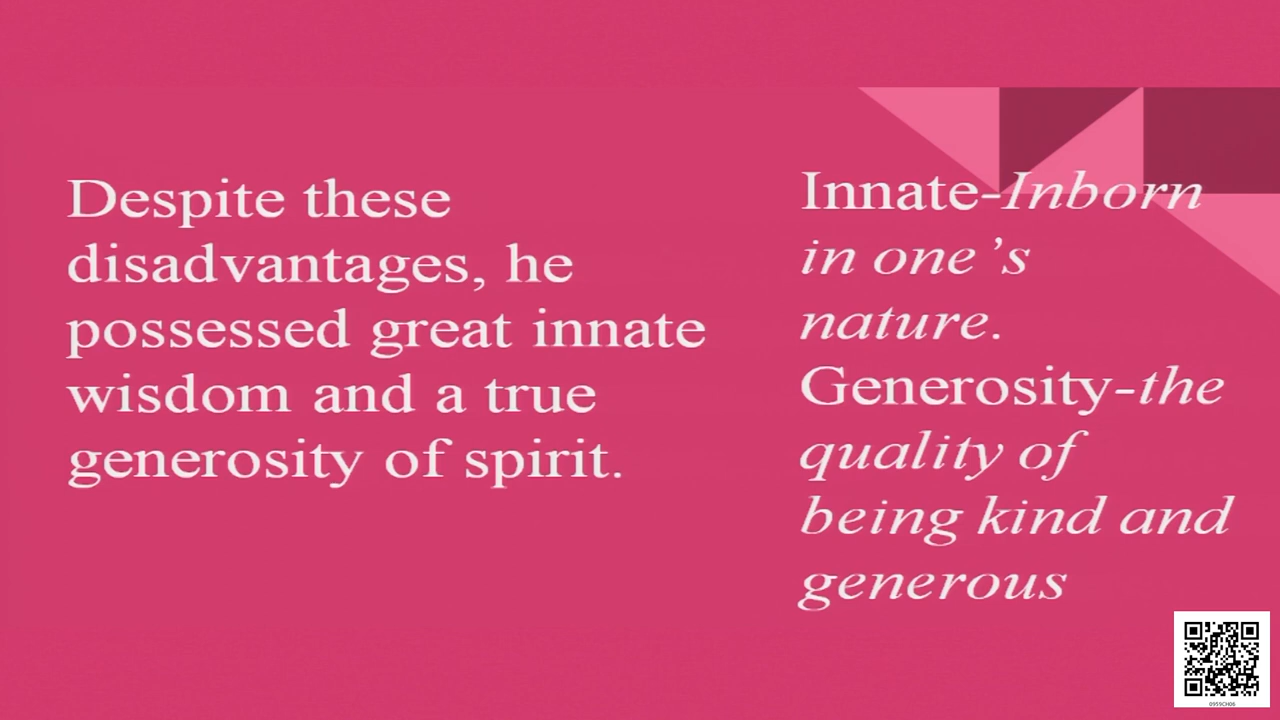 Despite these
disadvantages, he
possessed great innate
wisdom and a true
generosity of spirit.
Innate-Inborn
in one’s
nature.
Generosity-the
quality of
being kind and
generous
0959CH06